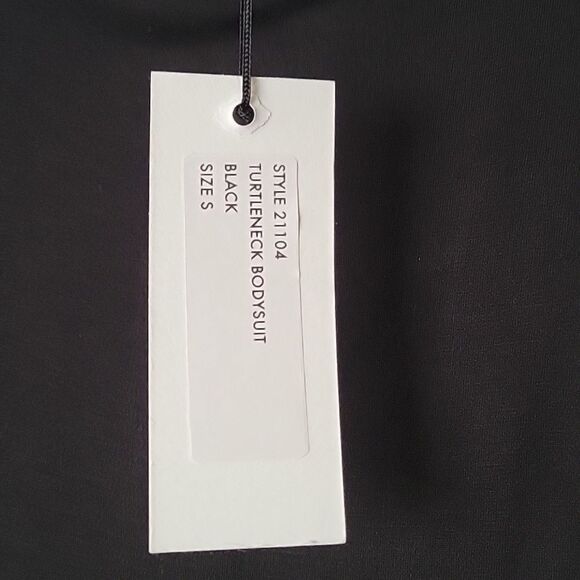 STYLE 21104
TURTLENECK BODYSUIT
BLACK
SIZE S